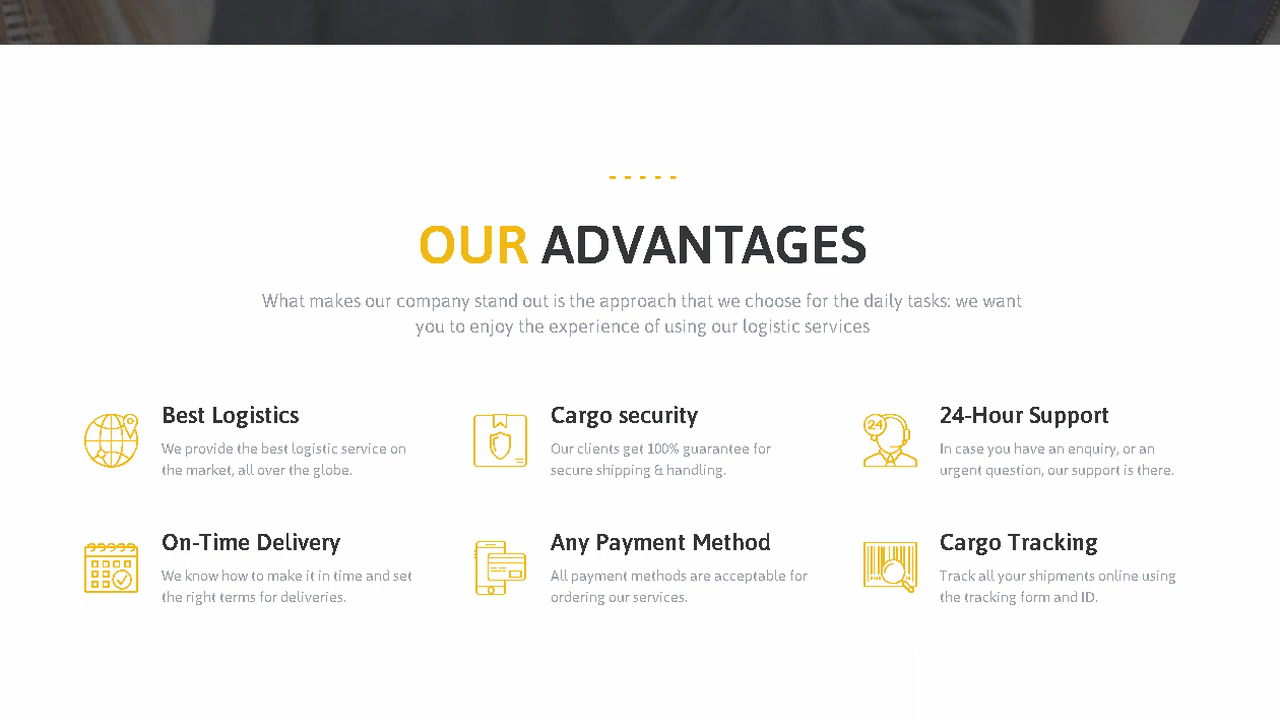 OUR ADVANTAGES
What makes our company stand out is the approach that we choose for the daily tasks: we want
you to enjoy the experience of using our logistic services
Best Logistics
We provide the best logistic service on
the market, all over the globe.
Cargo security
Our clients get 100% guarantee for
secure shipping & handling.
24
24-Hour Support
In case you have an enquiry, or an
urgent question, our support is there.
On-Time Delivery
We know how to make it in time and set
the right terms for deliveries.
Any Payment Method
All payment methods are acceptable for
ordering our services.
Cargo Tracking
Track all your shipments online using
the tracking form and ID.